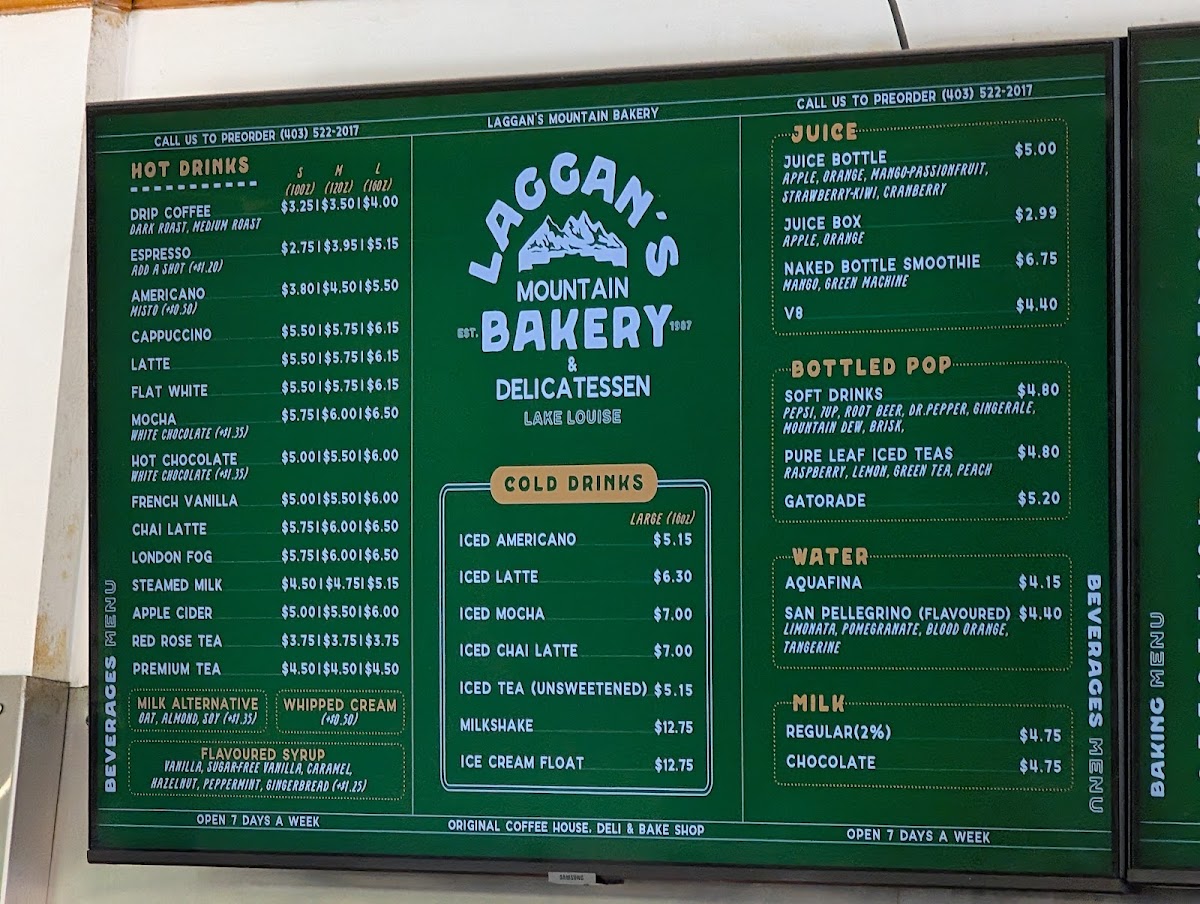 CALL US TO PREORDER (403) 522-2017
HOT DRINKS
S M L
(10OZ) (12OZ) (16OZ)
DRIP COFFEE $3.25|$3.50|$4.00
DARK ROAST, MEDIUM ROAST
ESPRESSO $2.75|$3.95|$5.15
ADD A SHOT (+$1.20)
AMERICANO $3.80|$4.50|$5.50
MISTO (+$0.50)
CAPPUCCINO $5.50|$5.75|$6.15
LATTE $5.50|$5.75|$6.15
FLAT WHITE $5.50|$5.75|$6.15
MOCHA $5.75|$6.00|$6.50
WHITE CHOCOLATE (+$1.35)
HOT CHOCOLATE $5.00|$5.50|$6.00
WHITE CHOCOLATE (+$1.35)
FRENCH VANILLA $5.00|$5.50|$6.00
CHAI LATTE $5.75|$6.00|$6.50
LONDON FOG $5.75|$6.00|$6.50
STEAMED MILK $4.50|$4.75|$5.15
APPLE CIDER $5.00|$5.50|$6.00
RED ROSE TEA $3.75|$3.75|$3.75
PREMIUM TEA $4.50|$4.50|$4.50
MILK ALTERNATIVE
OAT, ALMOND, SOY (+$1.35)
WHIPPED CREAM
(+$0.50)
FLAVOURED SYRUP
VANILLA, SUGAR-FREE VANILLA, CARAMEL,
HAZELNUT, PEPPERMINT, GINGERBREAD (+$1.25)
OPEN 7 DAYS A WEEK
BEVERAGES MENU
LAGGAN'S MOUNTAIN BAKERY
LAGGAN'S
MOUNTAIN
EST. BAKERY 1987
&
DELICATESSEN
LAKE LOUISE
COLD DRINKS
LARGE (16oz)
ICED AMERICANO $5.15
ICED LATTE $6.30
ICED MOCHA $7.00
ICED CHAI LATTE $7.00
ICED TEA (UNSWEETENED) $5.15
MILKSHAKE $12.75
ICE CREAM FLOAT $12.75
ORIGINAL COFFEE HOUSE, DELI & BAKE SHOP
CALL US TO PREORDER (403) 522-2017
JUICE
JUICE BOTTLE $5.00
APPLE, ORANGE, MANGO-PASSIONFRUIT,
STRAWBERRY-KIWI, CRANBERRY
JUICE BOX $2.99
APPLE, ORANGE
NAKED BOTTLE SMOOTHIE $6.75
MANGO, GREEN MACHINE
V8 $4.40
BOTTLED POP
SOFT DRINKS $4.80
PEPSI, 7UP, ROOT BEER, DR.PEPPER, GINGERALE,
MOUNTAIN DEW, BRISK,
PURE LEAF ICED TEAS $4.80
RASPBERRY, LEMON, GREEN TEA, PEACH
GATORADE $5.20
WATER
AQUAFINA $4.15
SAN PELLEGRINO (FLAVOURED) $4.40
LIMONATA, POMEGRANATE, BLOOD ORANGE,
TANGERINE
MILK
REGULAR(2%) $4.75
CHOCOLATE $4.75
OPEN 7 DAYS A WEEK
BEVERAGES MENU
BAKING MENU
SAMSUNG